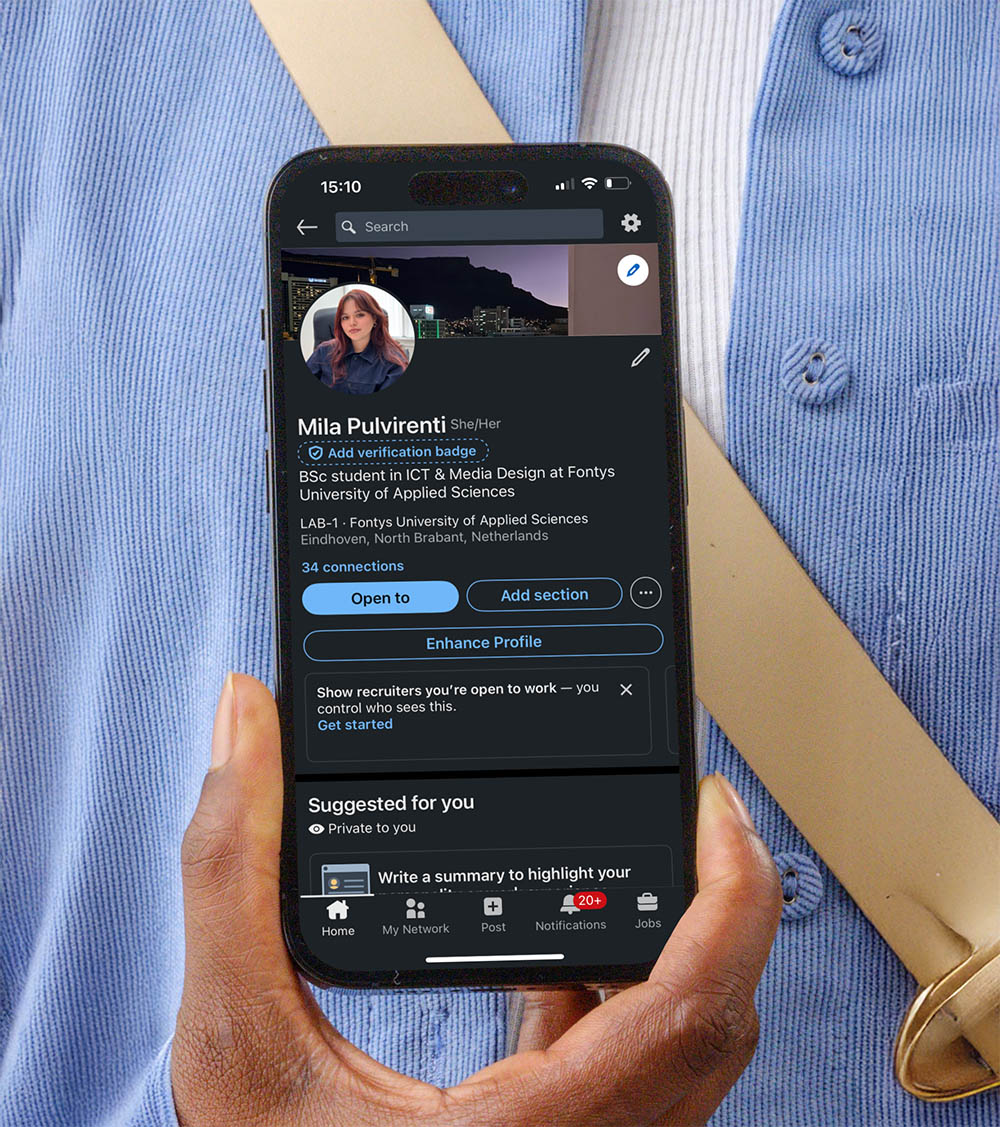 15:10
Search
Mila Pulvirenti She/Her
Add verification badge
BSc student in ICT & Media Design at Fontys
University of Applied Sciences
LAB-1 · Fontys University of Applied Sciences
Eindhoven, North Brabant, Netherlands
34 connections
Open to
Add section
Enhance Profile
Show recruiters you’re open to work — you
control who sees this.
Get started
Suggested for you
Private to you
Write a summary to highlight your
20+
Home
My Network
Post
Notifications
Jobs